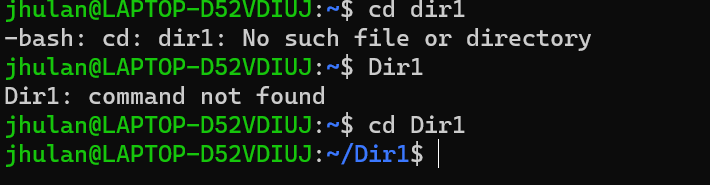 jhulan@LAPTOP-D52VDIUJ:~$ cd dir1
-bash: cd: dir1: No such file or directory
jhulan@LAPTOP-D52VDIUJ:~$ Dir1
Dir1: command not found
jhulan@LAPTOP-D52VDIUJ:~$ cd Dir1
jhulan@LAPTOP-D52VDIUJ:~/Dir1$